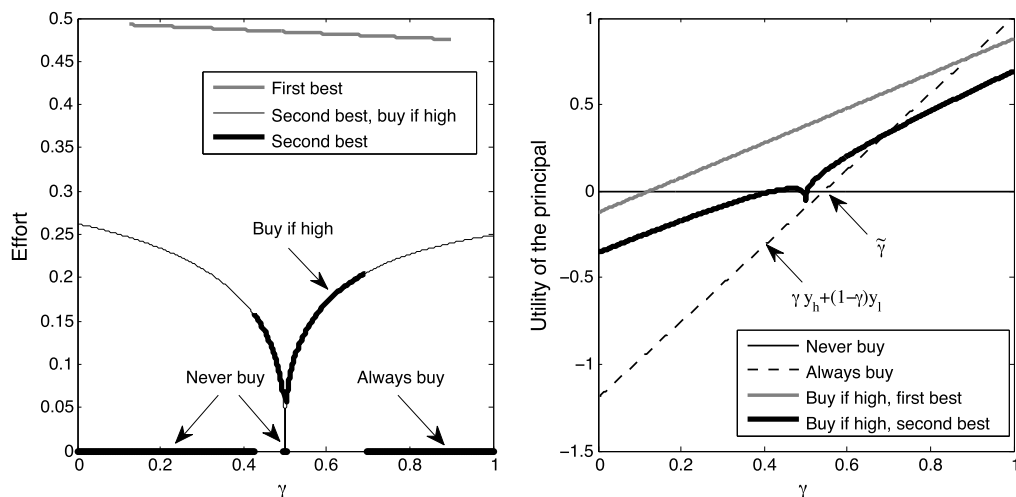 0.5
0.45
0.4
0.35
0.3
0.25
0.2
0.15
0.1
0.05
0
Effort
First best
Second best, buy if high
Second best
Buy if high
Never buy
Always buy
0
0.2
0.4
0.6
0.8
1
γ
1
0.5
0
−0.5
−1
−1.5
Utility of the principal
γ̃
γ y_h+(1−γ)y_l
Never buy
Always buy
Buy if high, first best
Buy if high, second best
0
0.2
0.4
0.6
0.8
1
γ